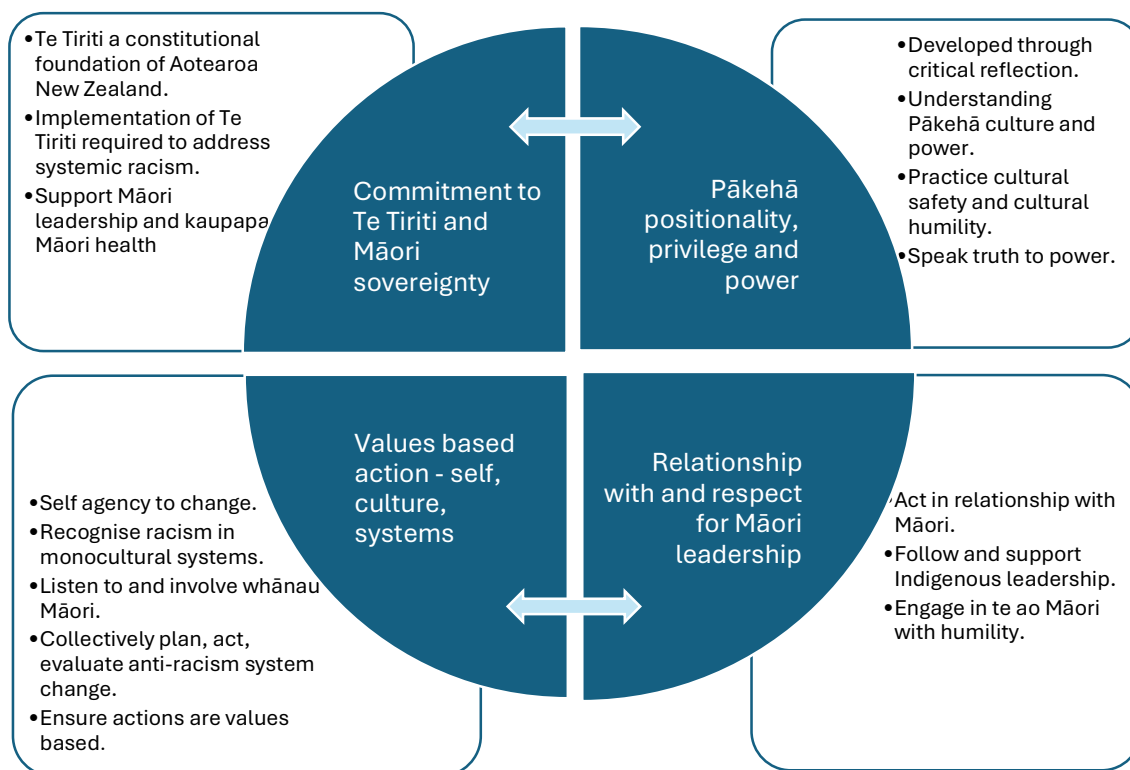 •Te Tiriti a constitutional
foundation of Aotearoa
New Zealand.
•Implementation of Te
Tiriti required to address
systemic racism.
•Support Māori
leadership and kaupapa
Māori health
Commitment to
Te Tiriti and
Māori
sovereignty
Pākehā
positionality,
privilege and
power
•Developed through
critical reflection.
•Understanding
Pākehā culture and
power.
•Practice cultural
safety and cultural
humility.
•Speak truth to power.
•Self agency to change.
•Recognise racism in
monocultural systems.
•Listen to and involve whānau
Māori.
•Collectively plan, act,
evaluate anti-racism system
change.
•Ensure actions are values
based.
Values based
action - self,
culture,
systems
Relationship
with and respect
for Māori
leadership
•Act in relationship with
Māori.
•Follow and support
Indigenous leadership.
•Engage in te ao Māori
with humility.